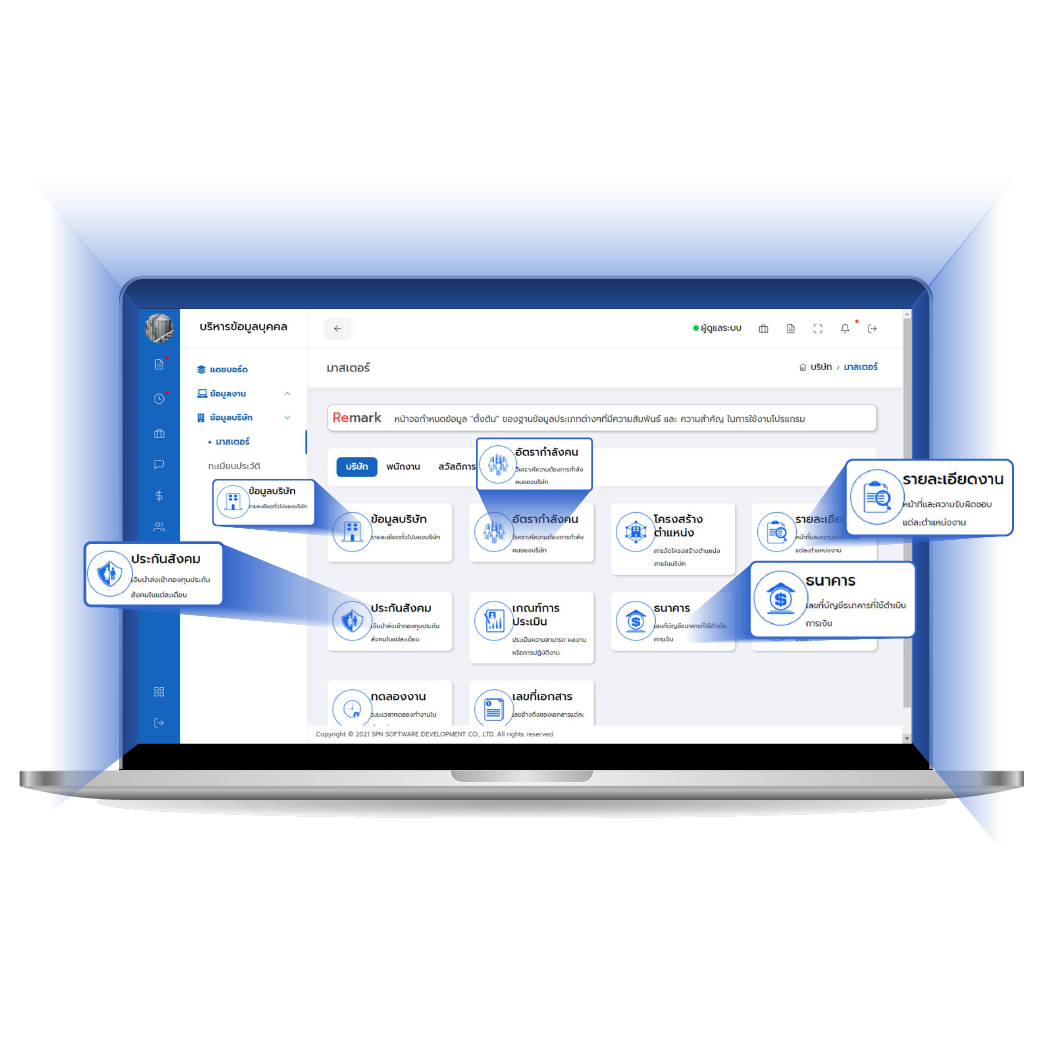 บริหารข้อมูลบุคคล
ผู้ดูแลระบบ
แดชบอร์ด
ข้อมูลงาน
ข้อมูลบริษัท
• มาสเตอร์
ทะเบียนประวัติ
มาสเตอร์
บริษัท / มาสเตอร์
Remark หน้าจอกำหนดข้อมูล "ตั้งต้น" ของฐานข้อมูลประเภทต่างๆที่มีความสัมพันธ์ และ ความสำคัญ ในการใช้งานโปรแกรม
บริษัท พนักงาน สวัสดิการ
อัตรากำลังคน
วิเคราะห์ความต้องการกำลัง
คนของบริษัท
รายละเอียดงาน
หน้าที่และความรับผิดชอบ
แต่ละตำแหน่งงาน
ข้อมูลบริษัท
รายละเอียดทั่วไปของบริษัท
ข้อมูลบริษัท
รายละเอียดทั่วไปของบริษัท
อัตรากำลังคน
วิเคราะห์ความต้องการกำลัง
คนของบริษัท
โครงสร้าง
ตำแหน่ง
การจัดโครงสร้างตำแหน่ง
ภายในบริษัท
แต่ละตำแหน่งงาน
ประกันสังคม
เงินนำส่งเข้ากองทุนประกัน
สังคมในแต่ละเดือน
ธนาคาร
เลขที่บัญชีธนาคารที่ใช้ดำเนิน
การเงิน
ประกันสังคม
เงินนำส่งเข้ากองทุนประกัน
สังคมในแต่ละเดือน
เกณฑ์การ
ประเมิน
ประเมินความสามารถ ผลงาน
หรือการปฏิบัติงาน
ธนาคาร
เลขที่บัญชีธนาคารที่ใช้ดำเนิน
การเงิน
ทดลองงาน
ระยะเวลาทดลองทำงานใน
เลขที่เอกสาร
เลขอ้างถึงของเอกสารแต่ละ
Copyright © 2021 SPN SOFTWARE DEVELOPMENT CO., LTD. All rights reserved.